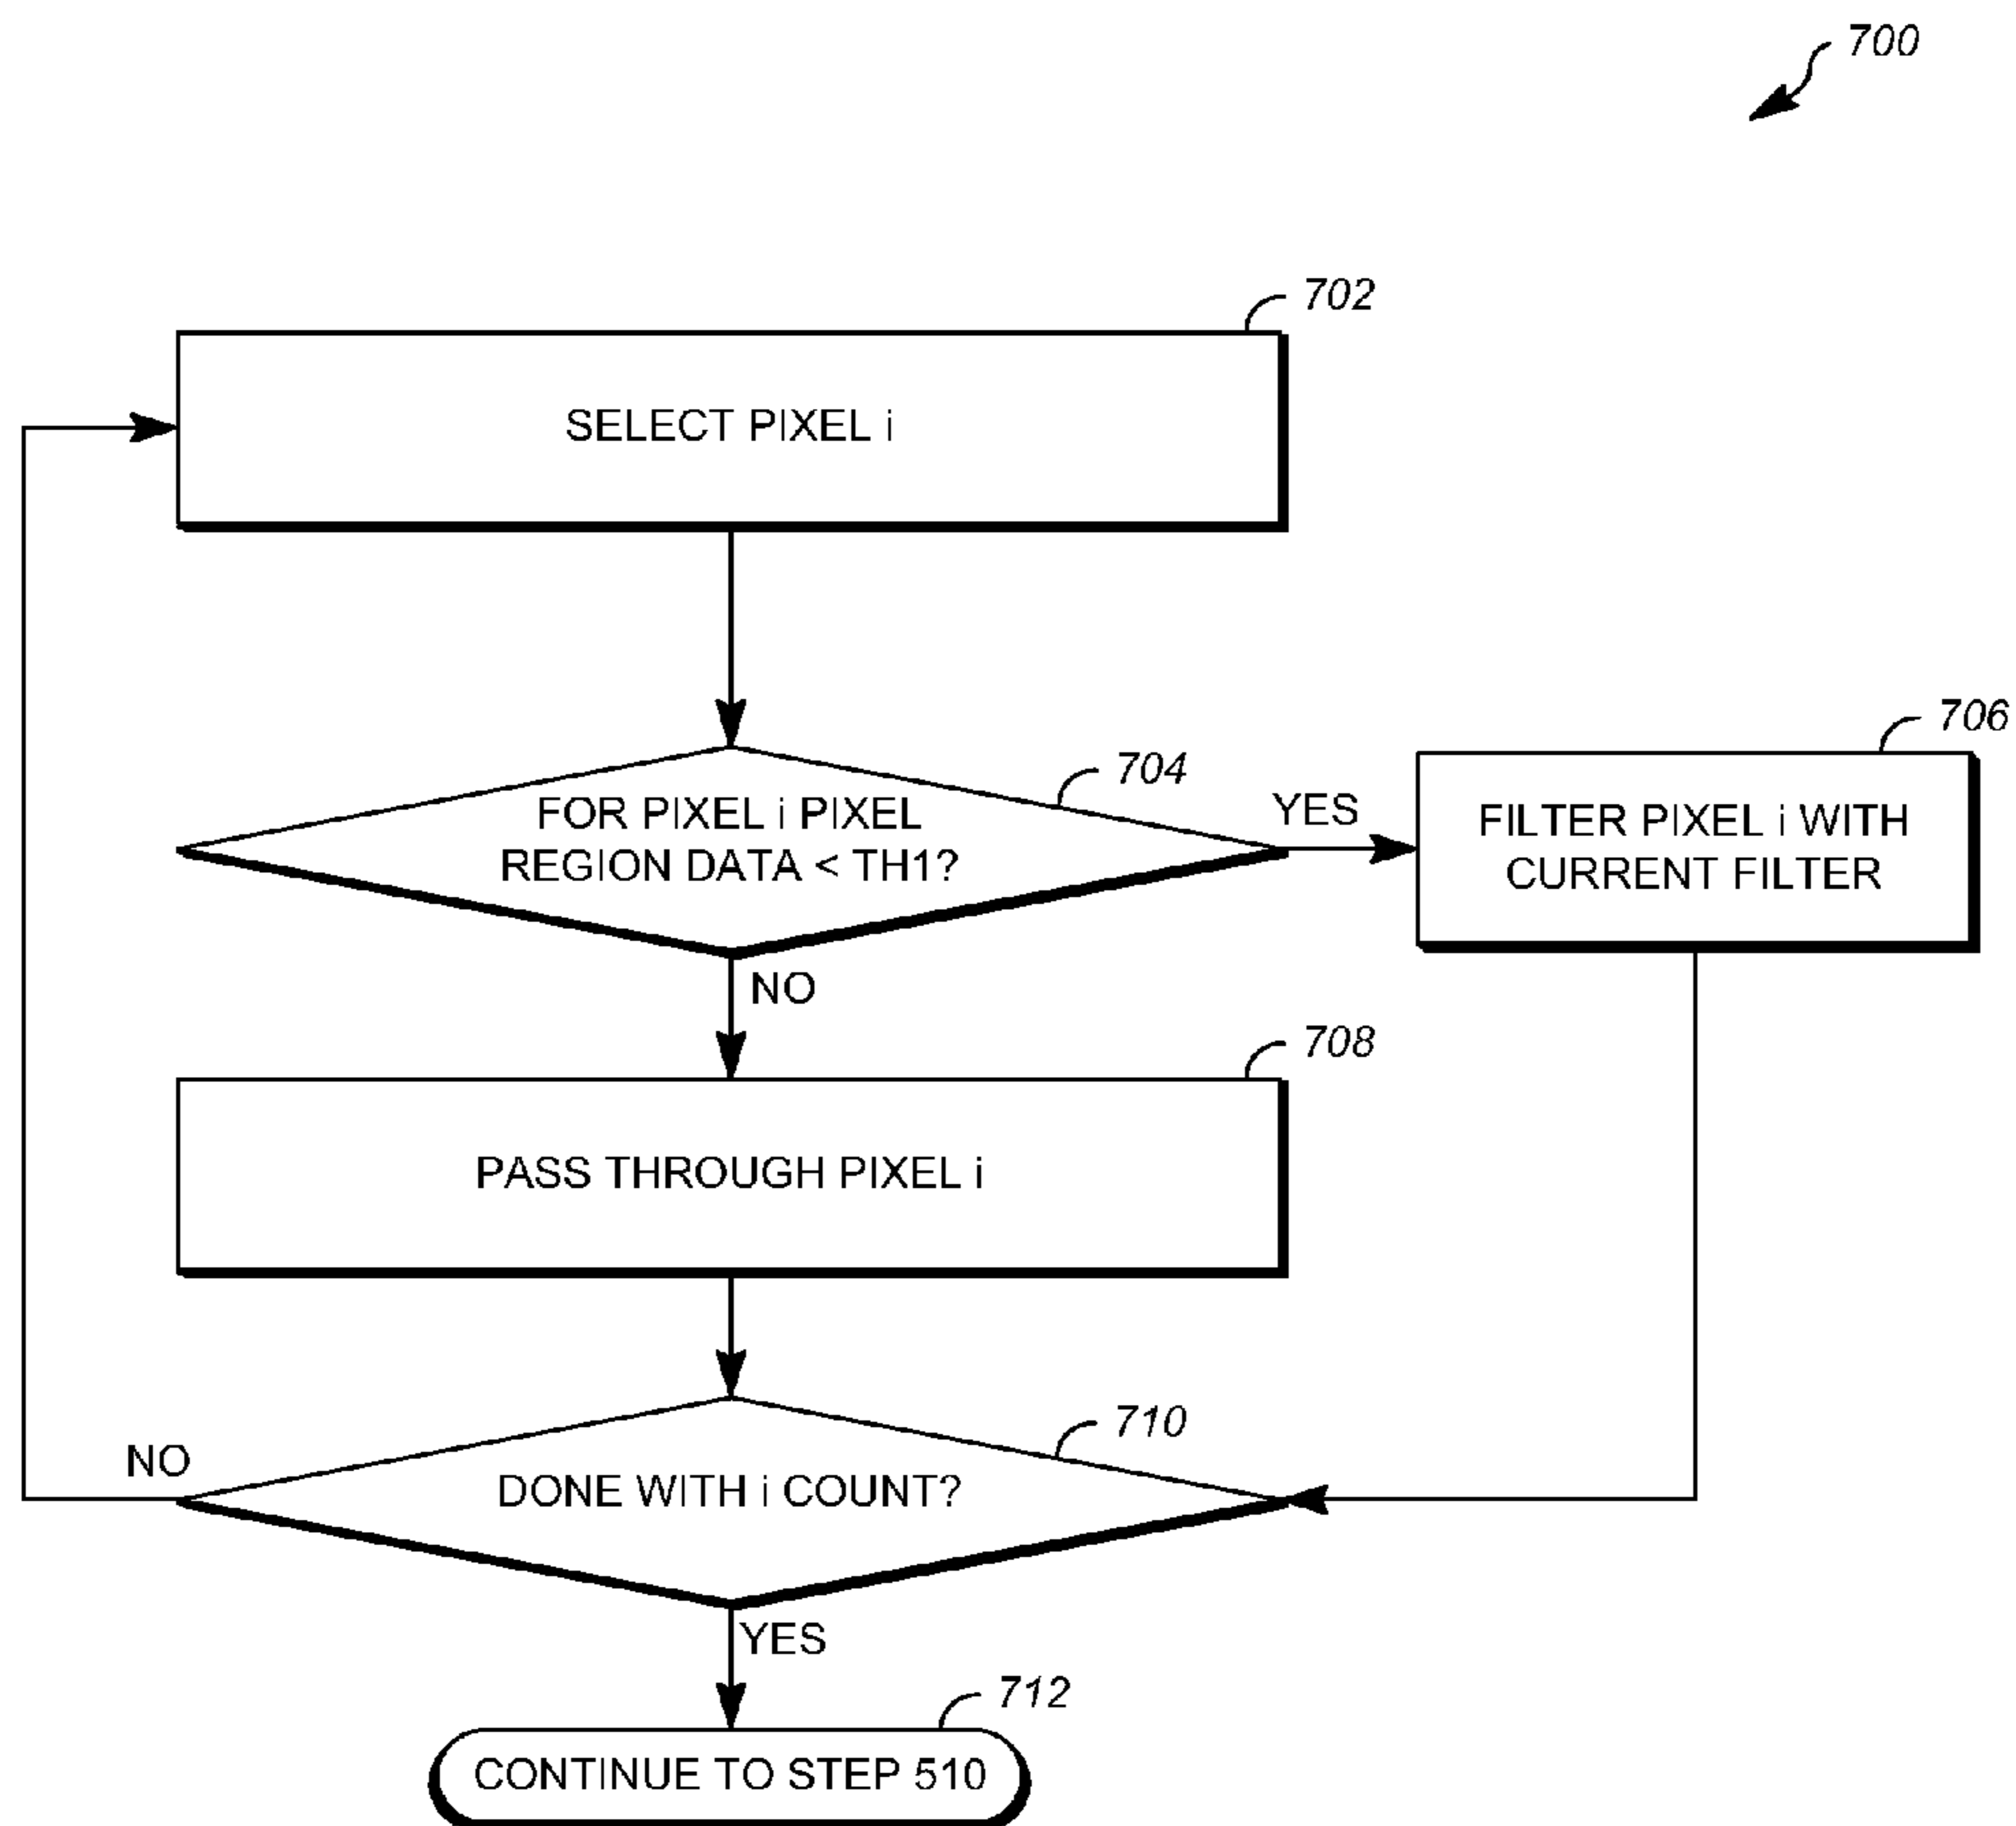 700
702
SELECT PIXEL i
704
FOR PIXEL i PIXEL
REGION DATA < TH1?
YES
706
FILTER PIXEL i WITH
CURRENT FILTER
NO
708
PASS THROUGH PIXEL i
710
DONE WITH i COUNT?
NO
YES
712
CONTINUE TO STEP 510